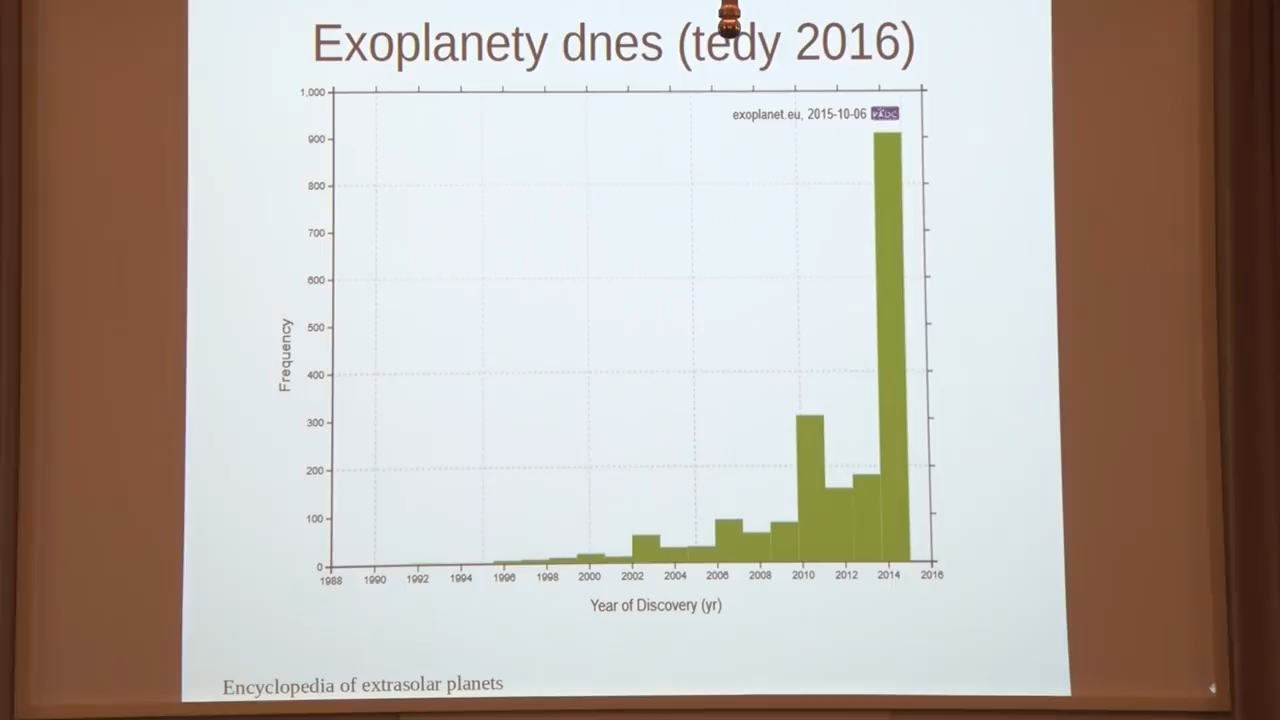 Exoplanety dnes (tedy 2016)
exoplanet.eu, 2015-10-06
1,000
900
800
700
600
500
400
300
200
100
0
Frequency
1988 1990 1992 1994 1996 1998 2000 2002 2004 2006 2008 2010 2012 2014 2016
Year of Discovery (yr)
Encyclopedia of extrasolar planets